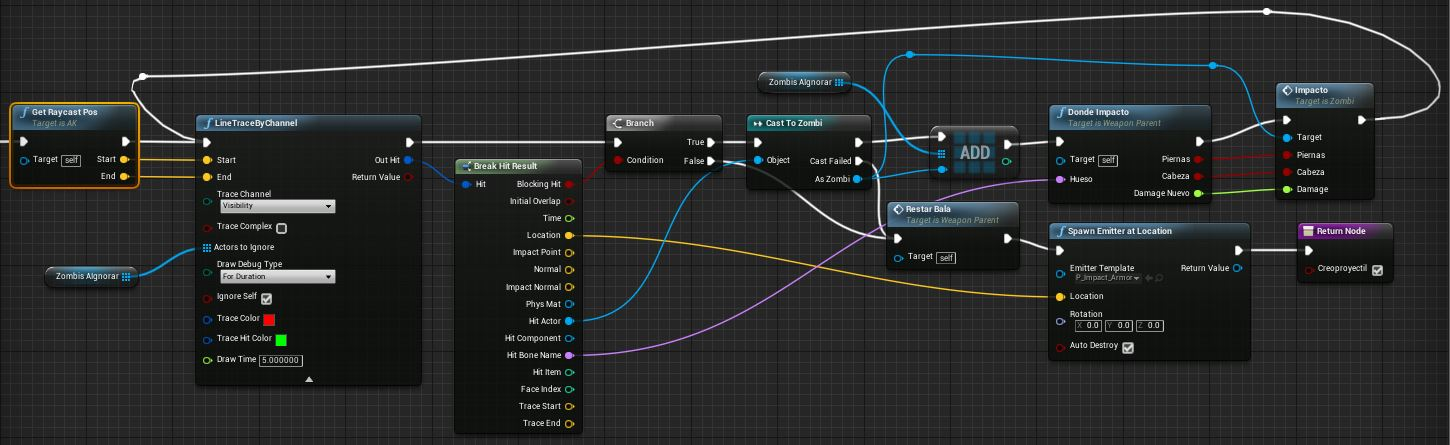 Get Raycast Pos
Target is AK
Target self
Start
End
LineTraceByChannel
Start
Out Hit
End
Return Value
Trace Channel
Visibility
Trace Complex
Actors to Ignore
Draw Debug Type
For Duration
Ignore Self
Trace Color
Trace Hit Color
Draw Time 5.000000
Zombis AIgnorar
Break Hit Result
Hit
Blocking Hit
Initial Overlap
Time
Location
Impact Point
Normal
Impact Normal
Phys Mat
Hit Actor
Hit Component
Hit Bone Name
Hit Item
Face Index
Trace Start
Trace End
Branch
True
Condition
False
Zombis AIgnorar
Cast To Zombi
Object
Cast Failed
As Zombi
ADD
Restar Bala
Target is Weapon Parent
Target self
Donde Impacto
Target is Weapon Parent
Target self
Piernas
Cabeza
Hueso
Damage Nuevo
Impacto
Target is Zombi
Target
Piernas
Cabeza
Damage
Spawn Emitter at Location
Emitter Template
Return Value
P_Impact_Armor
Location
Rotation
X 0.0 Y 0.0 Z 0.0
Auto Destroy
Return Node
Creoproyectil